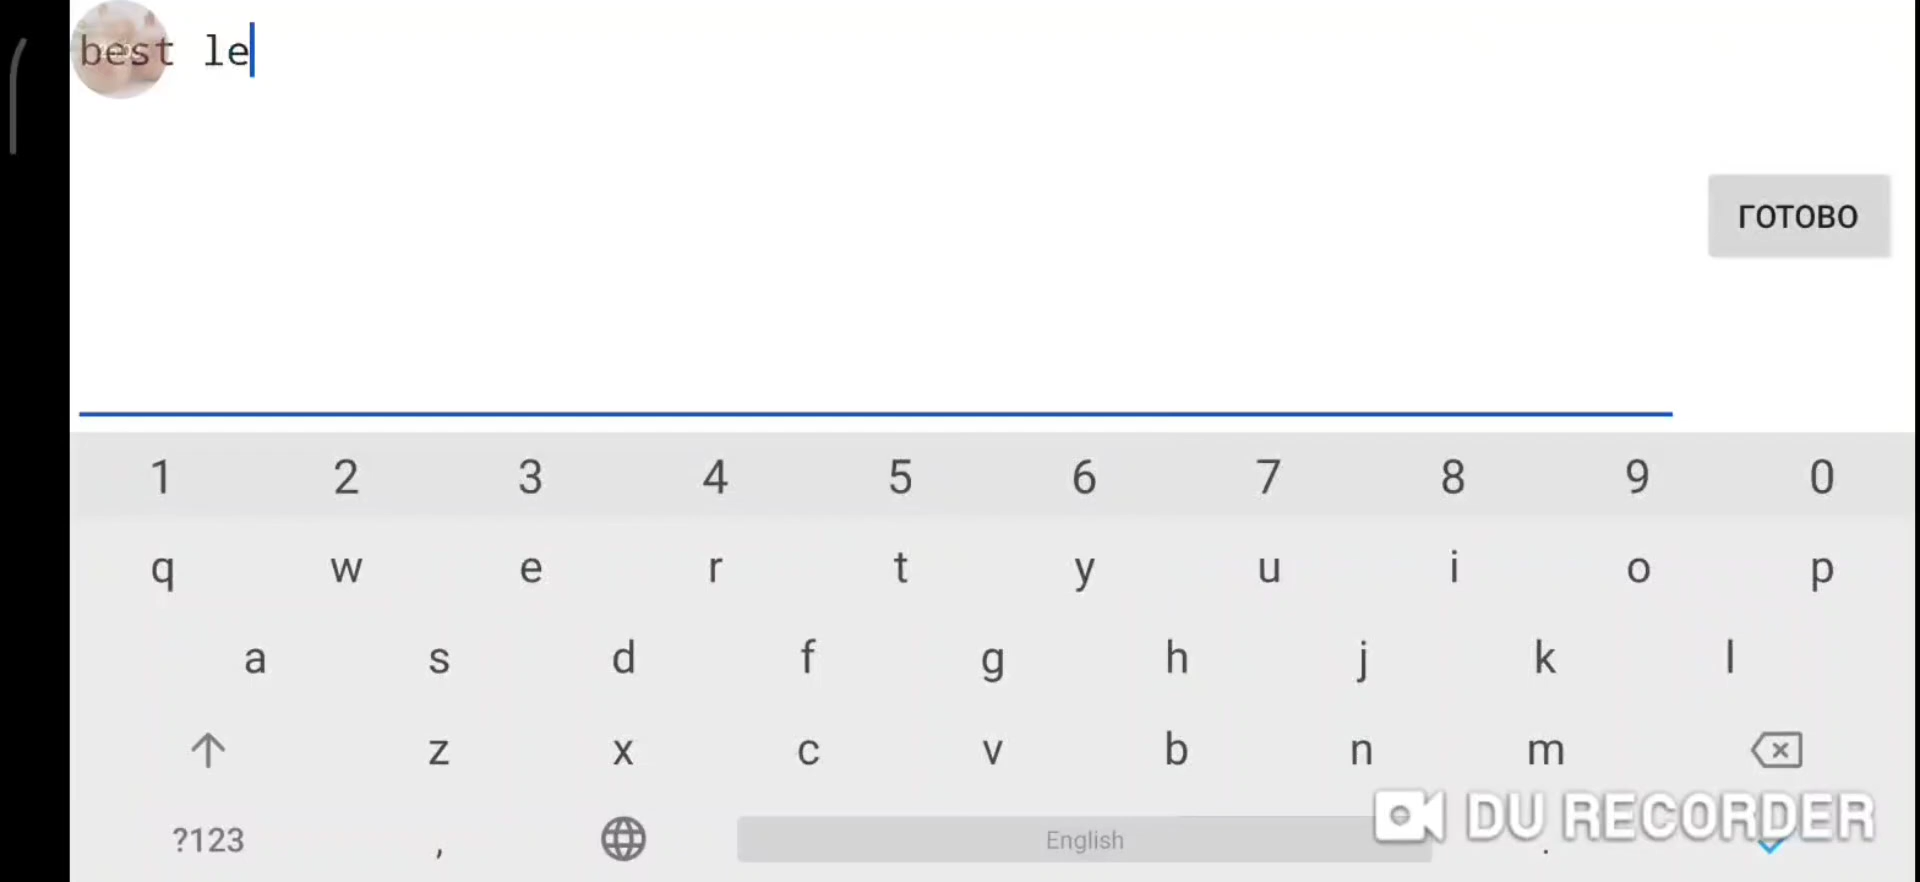 best le
ГОТОВО
1 2 3 4 5 6 7 8 9 0
q w e r t y u i o p
a s d f g h j k l
z x c v b n m
?123 , English .
DU RECORDER